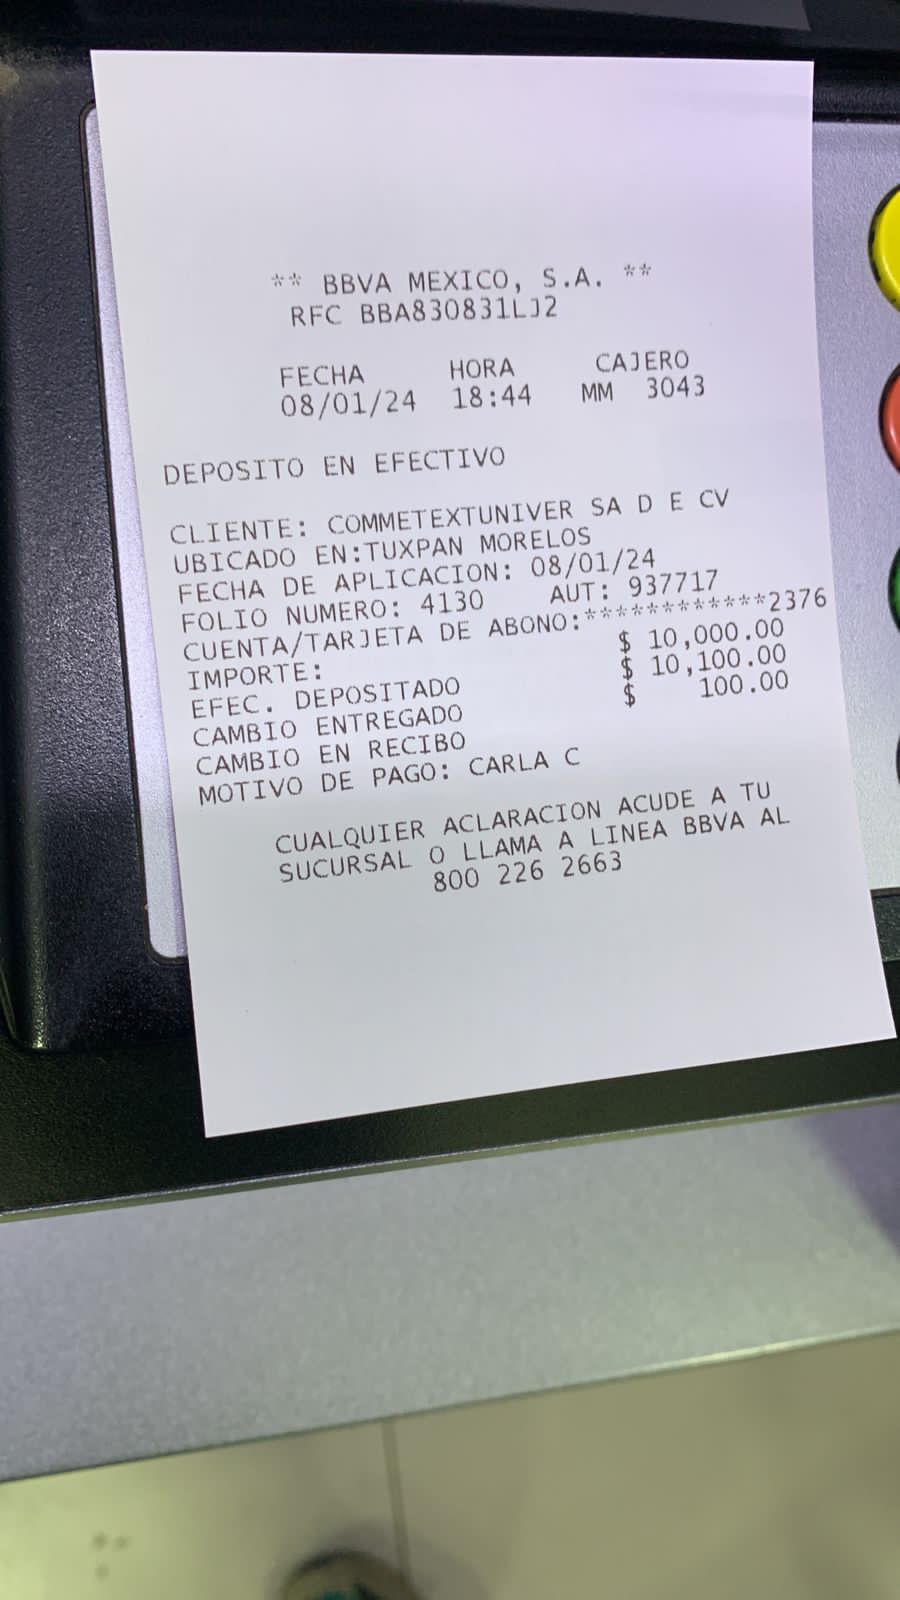 ** BBVA MEXICO, S.A. **
RFC BBA830831LJ2
FECHA HORA CAJERO
08/01/24 18:44 MM 3043
DEPOSITO EN EFECTIVO
CLIENTE: COMMETEXTUNIVER SA D E CV
UBICADO EN:TUXPAN MORELOS
FECHA DE APLICACION: 08/01/24
FOLIO NUMERO: 4130 AUT: 937717
CUENTA/TARJETA DE ABONO:************2376
IMPORTE: $ 10,000.00
EFEC. DEPOSITADO $ 10,100.00
CAMBIO ENTREGADO $ 100.00
CAMBIO EN RECIBO
MOTIVO DE PAGO: CARLA C
CUALQUIER ACLARACION ACUDE A TU
SUCURSAL O LLAMA A LINEA BBVA AL
800 226 2663